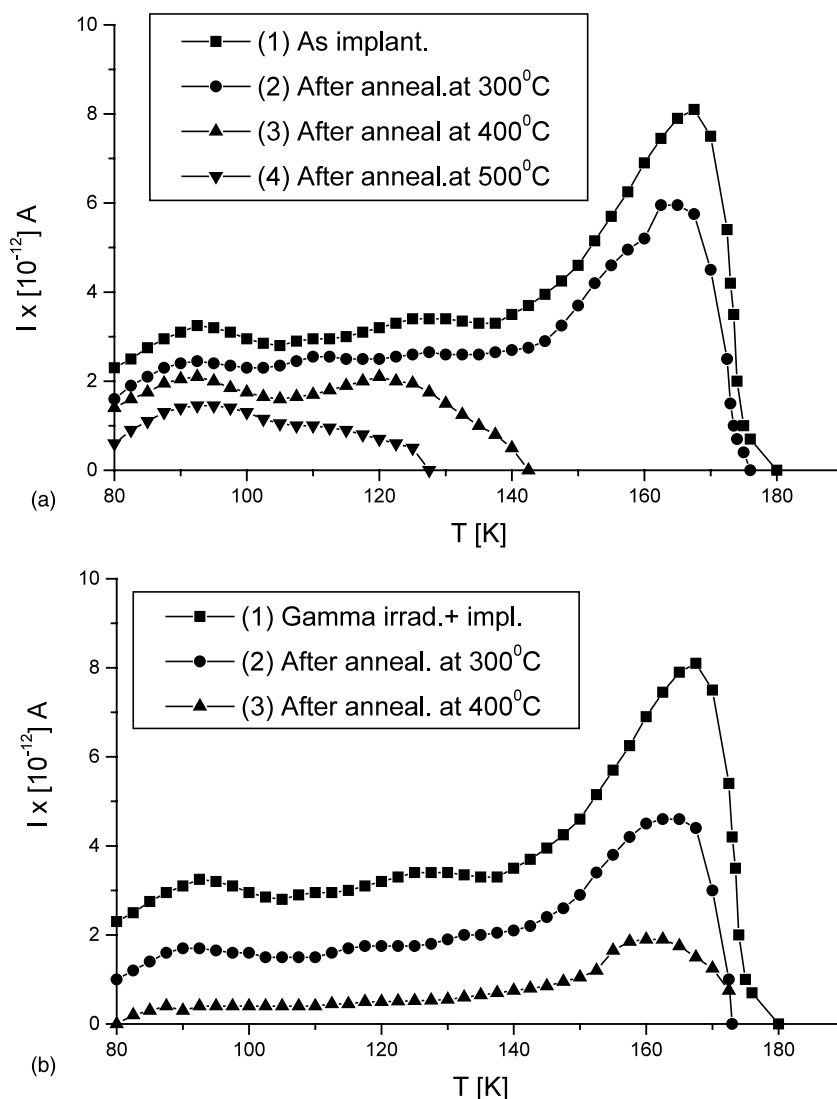 10
8
6
4
2
0
I x [10⁻¹²] A
(1) As implant.
(2) After anneal.at 300⁰C
(3) After anneal at 400⁰C
(4) After anneal.at 500⁰C
80 100 120 140 160 180
T [K]
(a)
10
8
6
4
2
0
I x [10⁻¹²] A
(1) Gamma irrad.+ impl.
(2) After anneal. at 300⁰C
(3) After anneal. at 400⁰C
80 100 120 140 160 180
T [K]
(b)